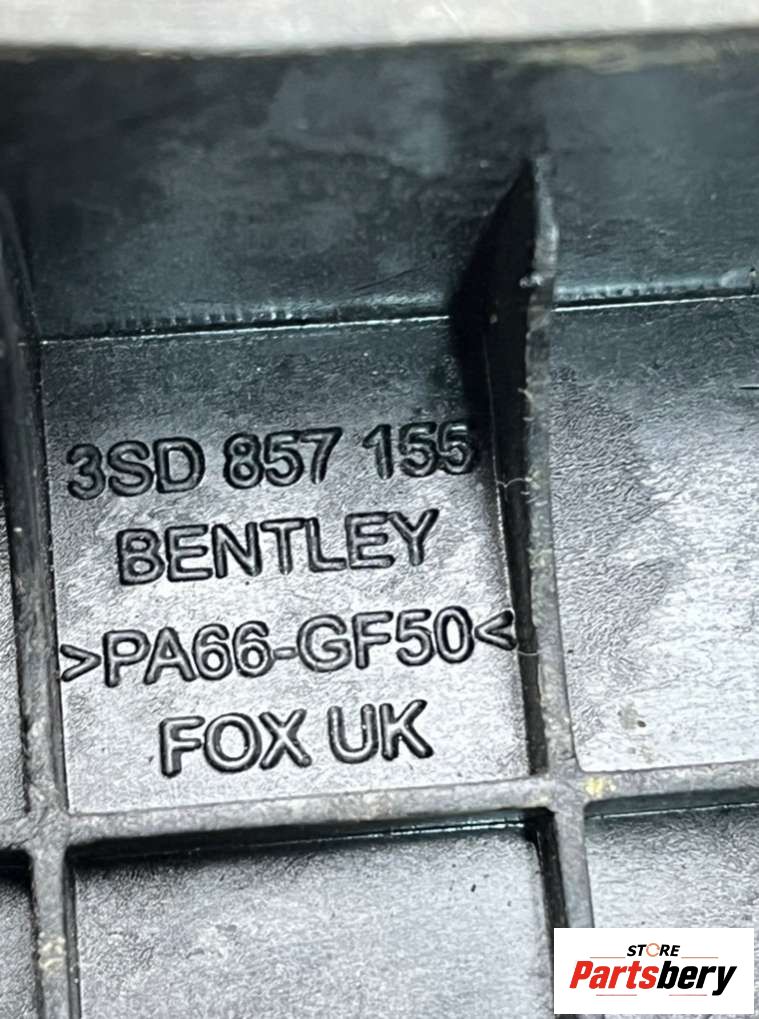 3SD 857 155
BENTLEY
>PA66-GF50<
FOX UK
STORE
Partsbery